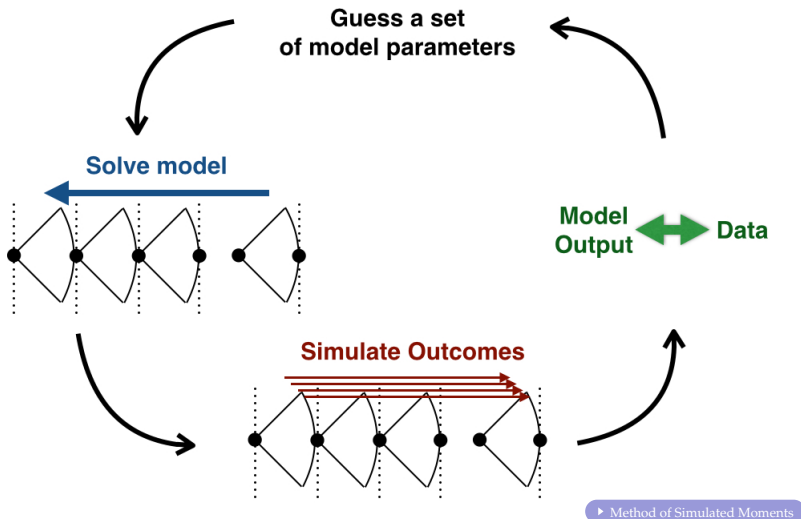 Guess a set
of model parameters
Solve model
Model
Output
Data
Simulate Outcomes
Method of Simulated Moments